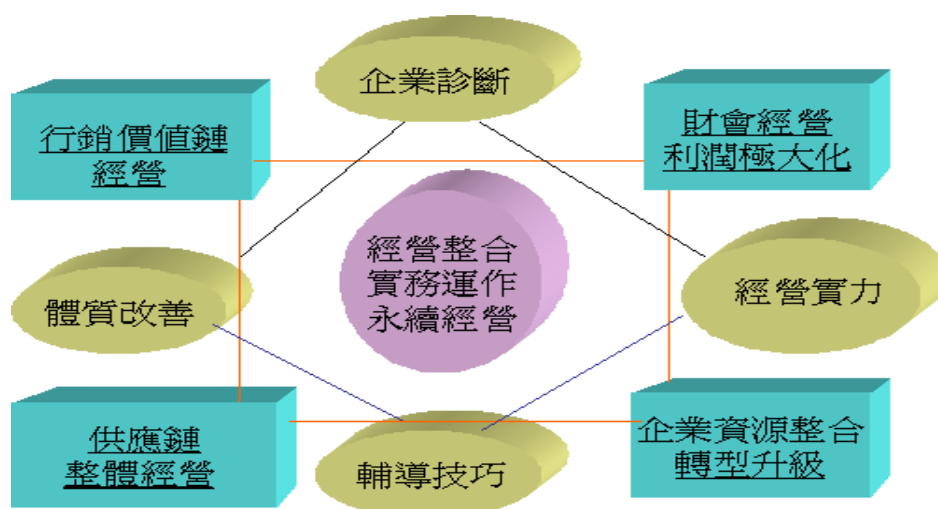 企業診斷
行銷價值鏈
經營
財會經營
利潤極大化
經營整合
實務運作
永續經營
體質改善
經營實力
供應鏈
整體經營
輔導技巧
企業資源整合
轉型升級